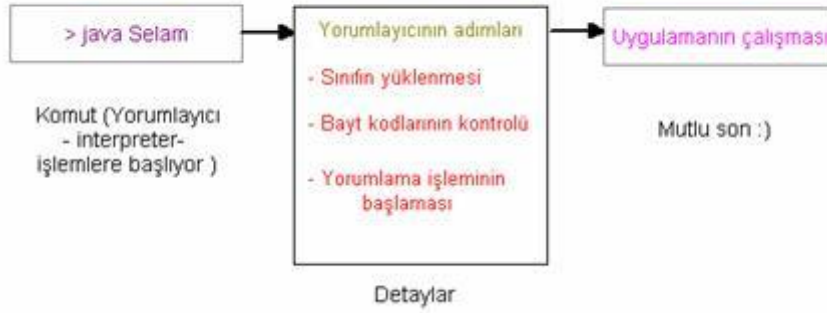 > java Selam
Komut (Yorumlayıcı
- interpreter-
işlemlere başlıyor )
Yorumlayıcının adımları
- Sınıfın yüklenmesi
- Bayt kodlarının kontrolü
- Yorumlama işleminin
başlaması
Detaylar
Uygulamanın çalışması
Mutlu son :)